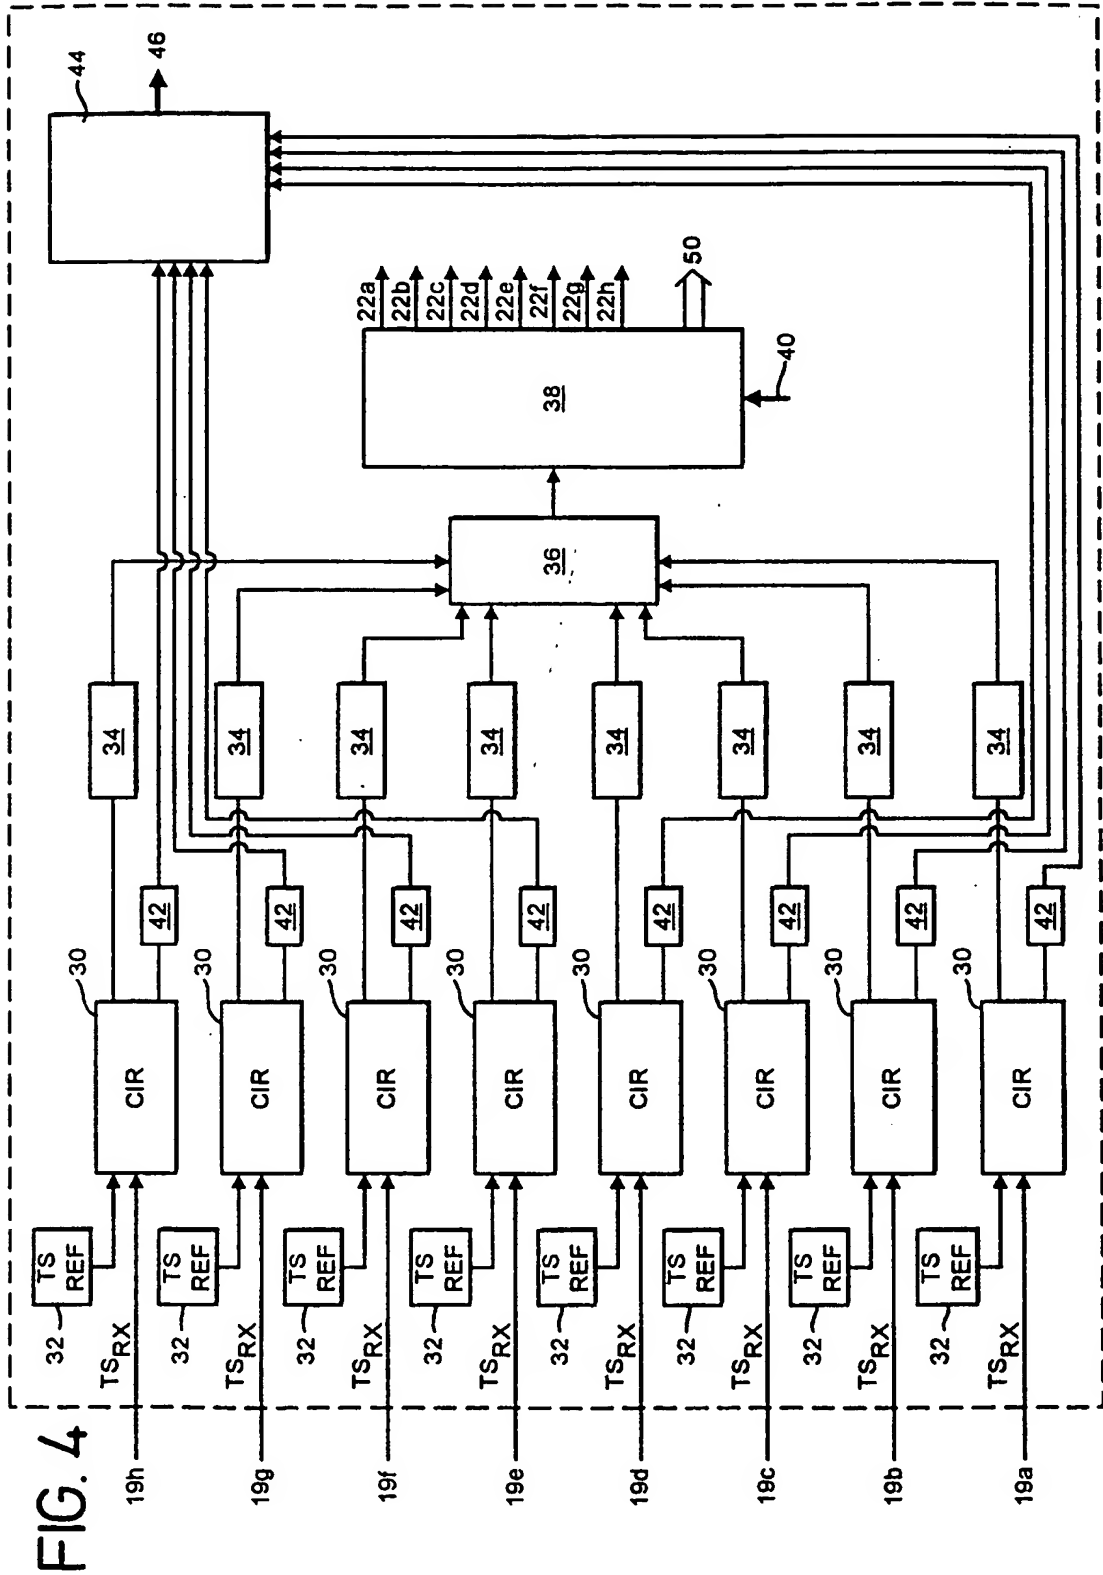 FIG. 4
44
46
22a
22b
22c
22d
22e
22f
22g
22h
50
38
40
36
34
34
34
34
34
34
34
34
42
42
42
42
42
42
42
42
30
30
30
30
30
30
30
30
CIR
CIR
CIR
CIR
CIR
CIR
CIR
CIR
TS REF
TS REF
TS REF
TS REF
TS REF
TS REF
TS REF
TS REF
32
32
32
32
32
32
32
32
TSRX
TSRX
TSRX
TSRX
TSRX
TSRX
TSRX
TSRX
19h
19g
19f
19e
19d
19c
19b
19a